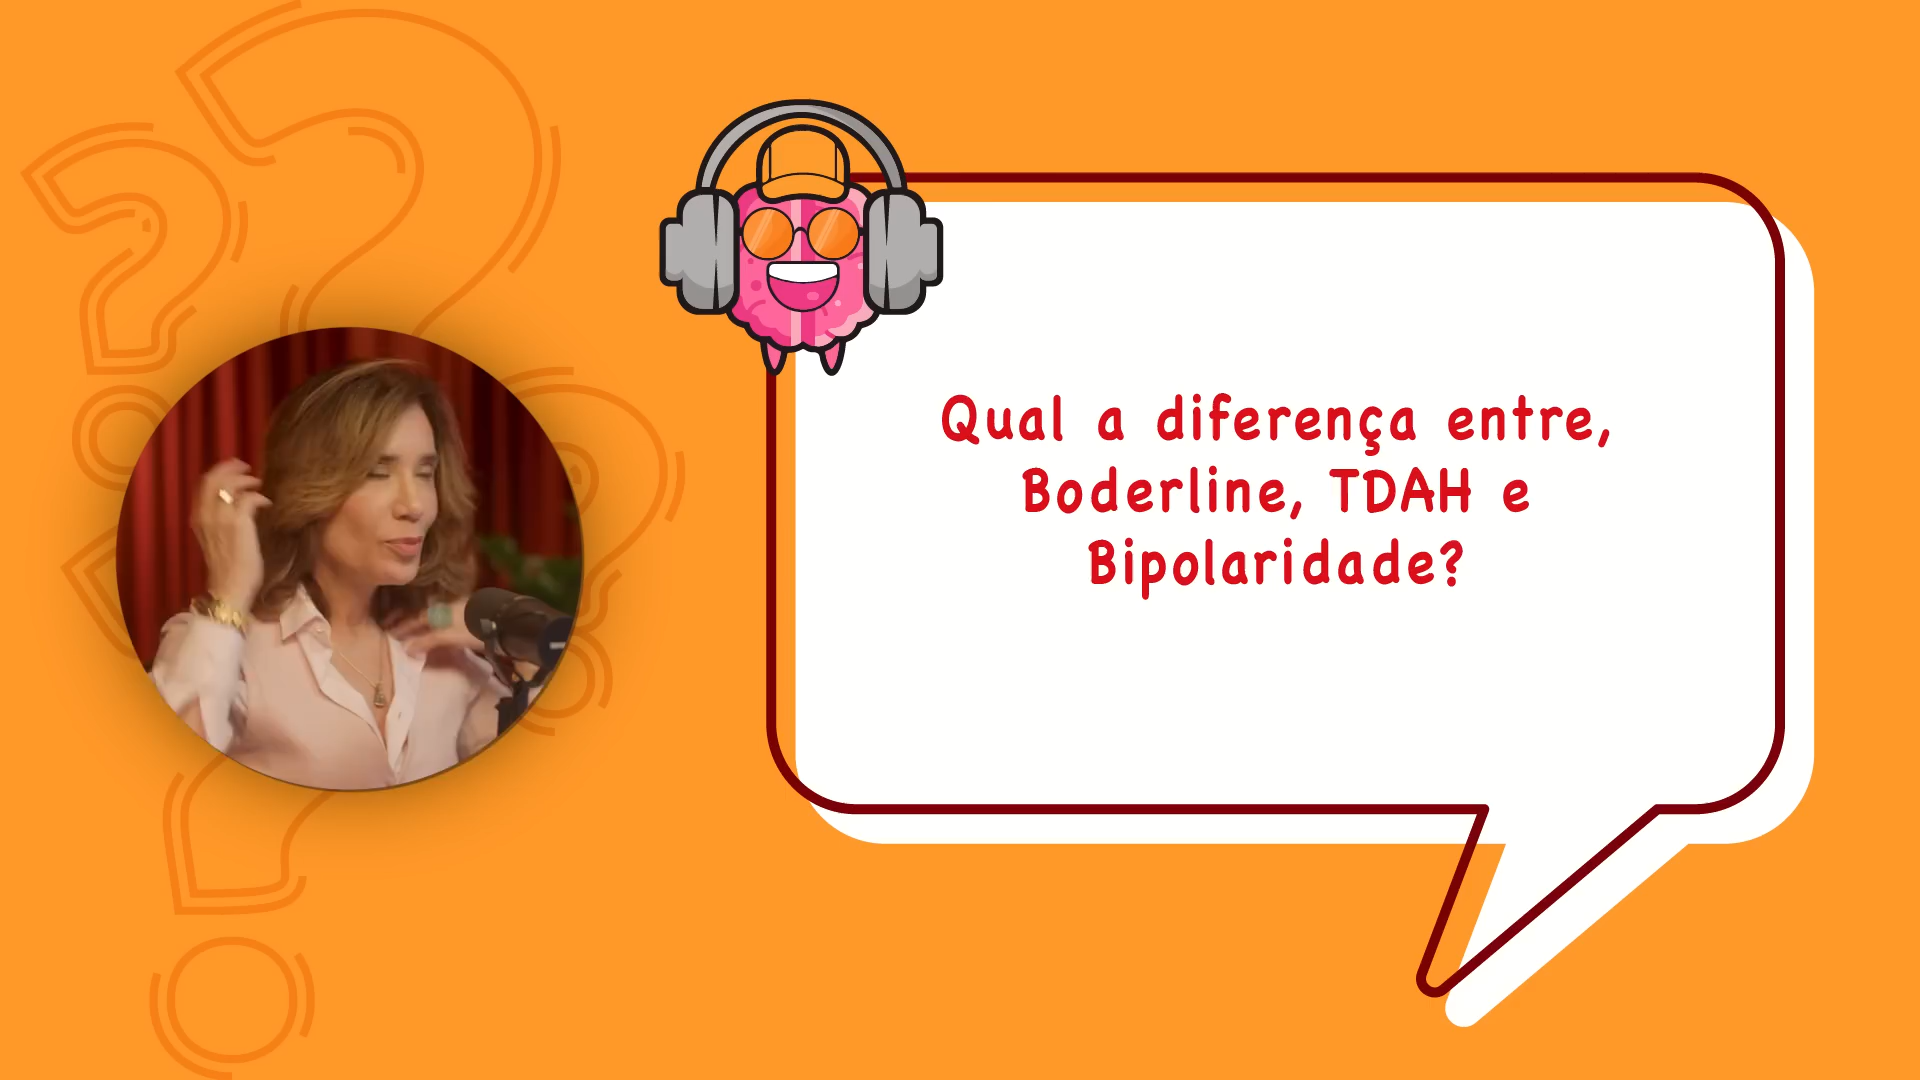 Qual a diferença entre,
Boderline, TDAH e
Bipolaridade?